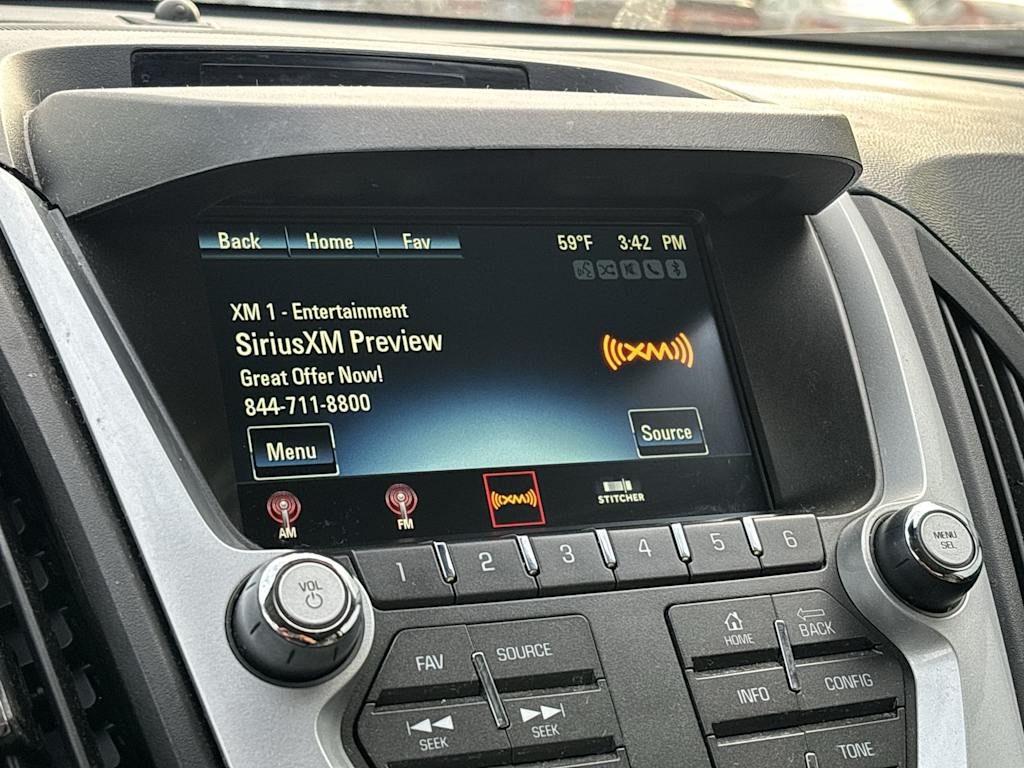 Back Home Fav 59°F 3:42 PM
XM 1 - Entertainment
SiriusXM Preview
Great Offer Now!
844-711-8800
((XM))
Menu Source
AM FM ((XM)) STITCHER
1 2 3 4 5 6
VOL
MENU
SEL
FAV SOURCE
HOME BACK
INFO CONFIG
SEEK SEEK
TONE